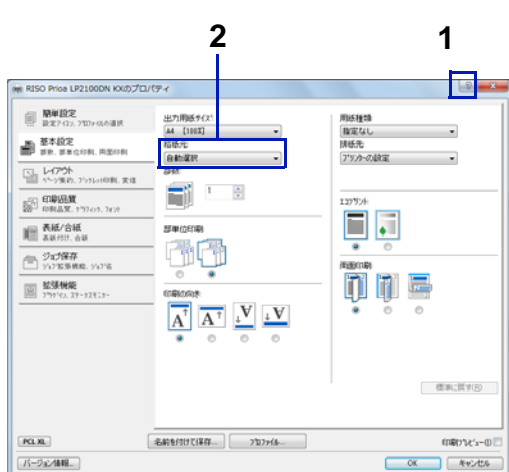 2
1
RISO Prioa LP2100DN KXのプロパティ
簡単設定
設定アイコン、プロファイルの選択
基本設定
部数、部単位印刷、両面印刷
レイアウト
ページ集約、ブックレット印刷、変倍
印刷品質
印刷品質、グラフィック、フォント
表紙/合紙
表紙付け、合紙
ジョブ保存
ジョブ拡張機能、ジョブ名
拡張機能
プラグイン、ステータスモニター
出力用紙サイズ
A4 [100%]
給紙元
自動選択
部数
1
部単位印刷
印刷の向き
A A A A
用紙種類
指定なし
排紙先
プリンターの設定
エコプリント
両面印刷
標準に戻す(R)
PCL XL
名前を付けて保存...
プロファイル...
印刷プレビュー(I)
バージョン情報...
OK
キャンセル